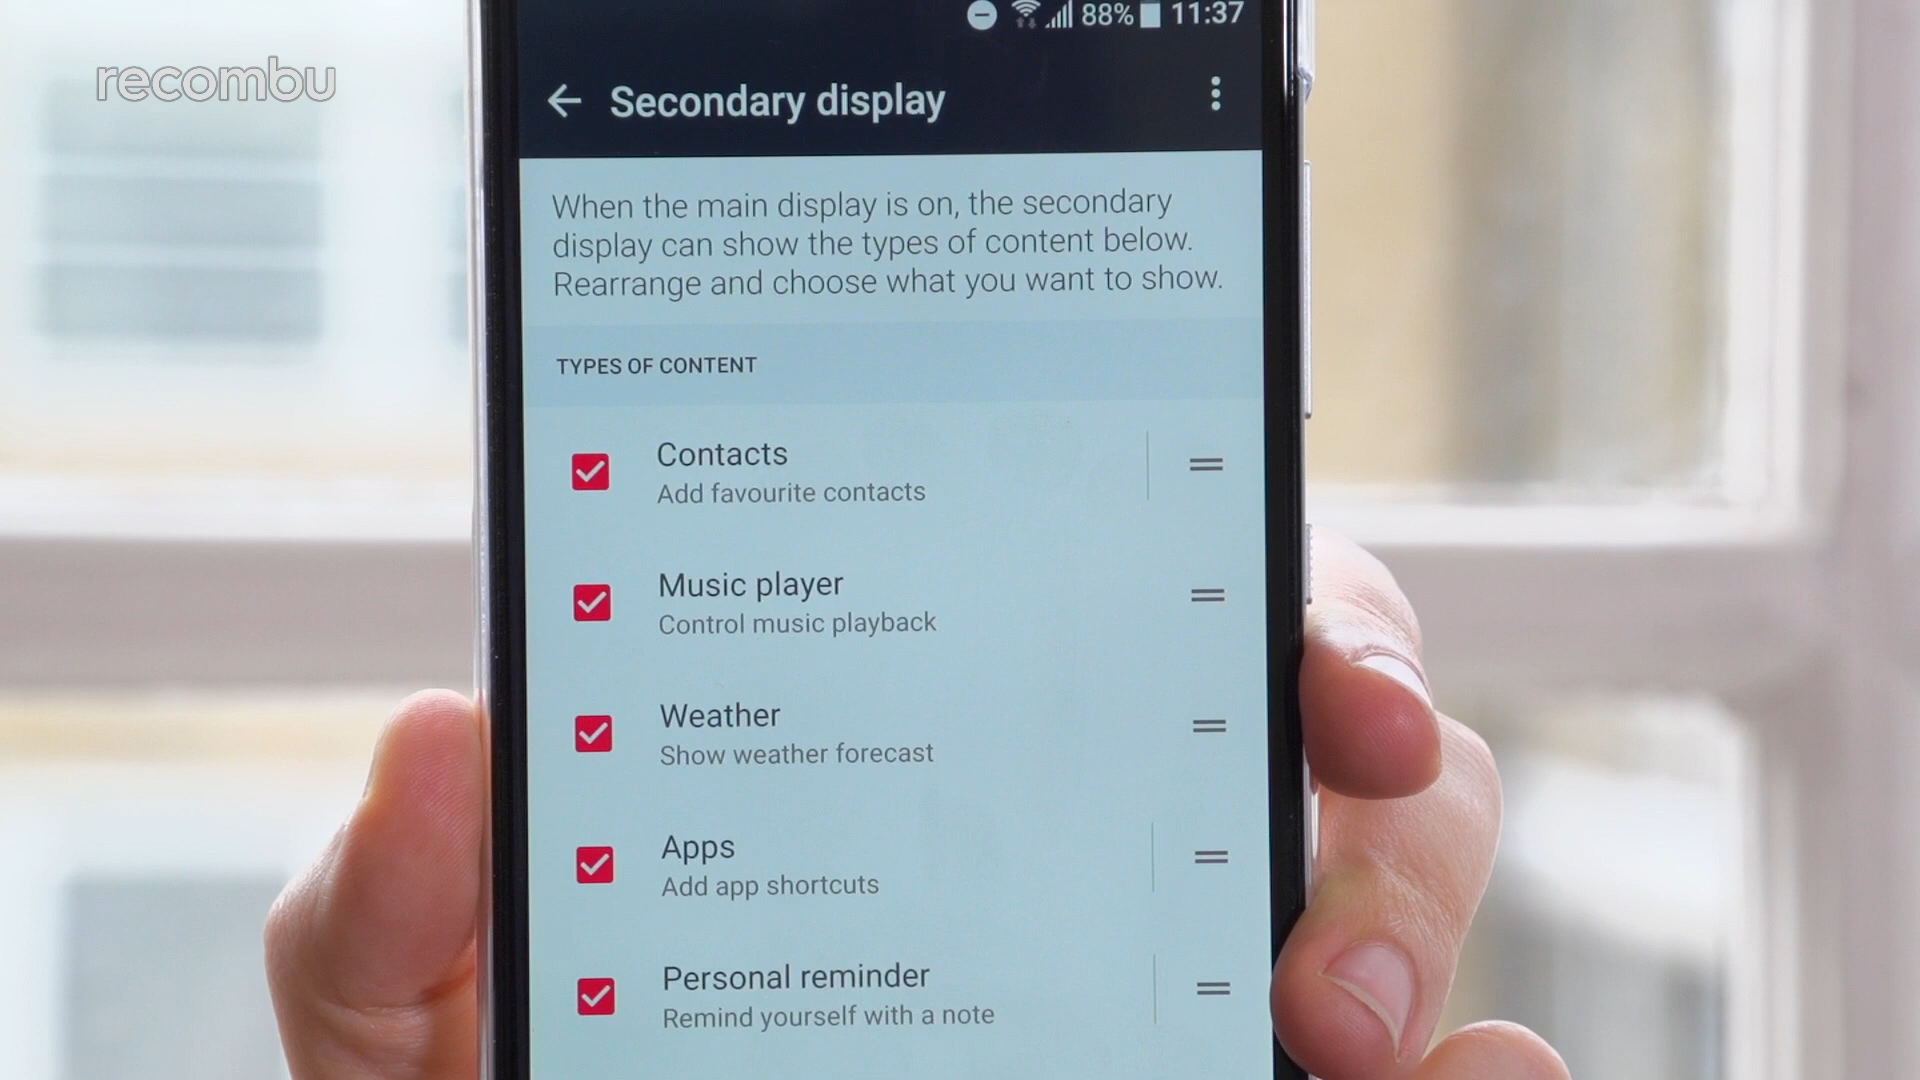 recombu
88% 11:37
Secondary display
When the main display is on, the secondary
display can show the types of content below.
Rearrange and choose what you want to show.
TYPES OF CONTENT
Contacts
Add favourite contacts
Music player
Control music playback
Weather
Show weather forecast
Apps
Add app shortcuts
Personal reminder
Remind yourself with a note